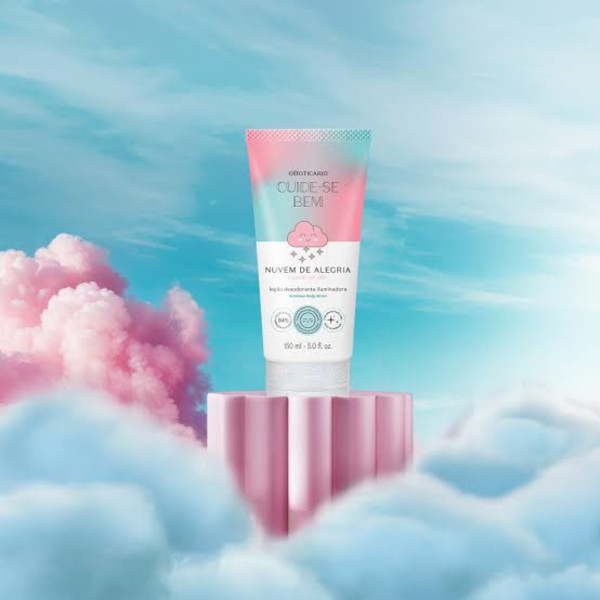 oBOTICÁRIO
CUIDE-SE
BEM
NUVEM DE ALEGRIA
loção desodorante iluminadora
150 ml - 5.0 fl. oz.